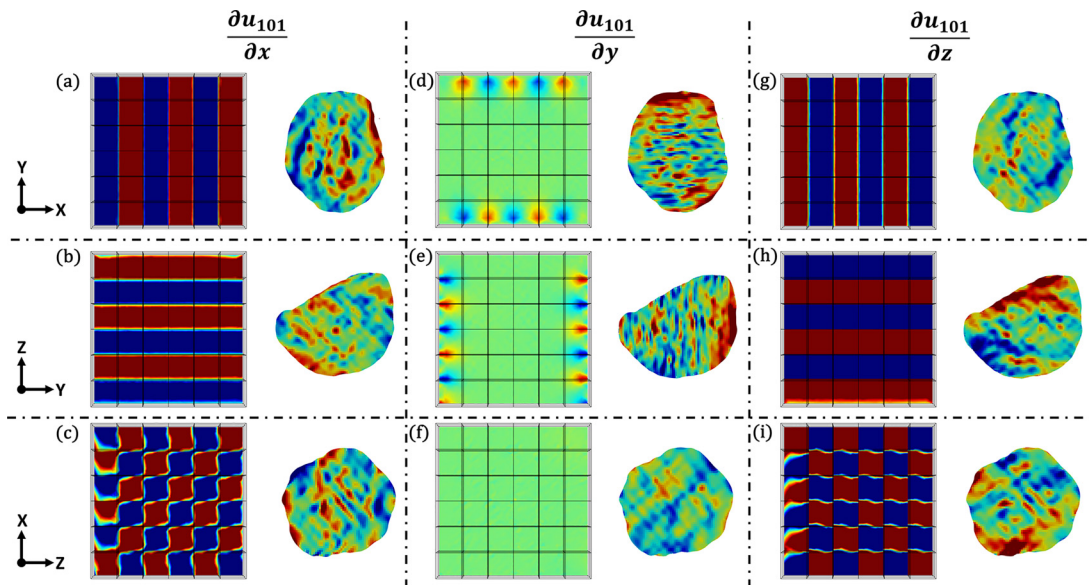 ∂u₁₀₁/∂x ∂u₁₀₁/∂y ∂u₁₀₁/∂z
(a) (d) (g)
Y
X
(b) (e) (h)
Z
Y
(c) (f) (i)
X
Z